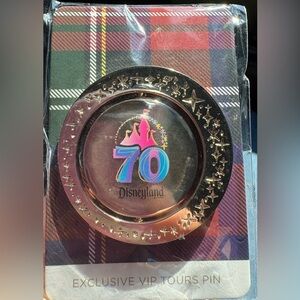 70
Disneyland
EXCLUSIVE VIP TOURS PIN